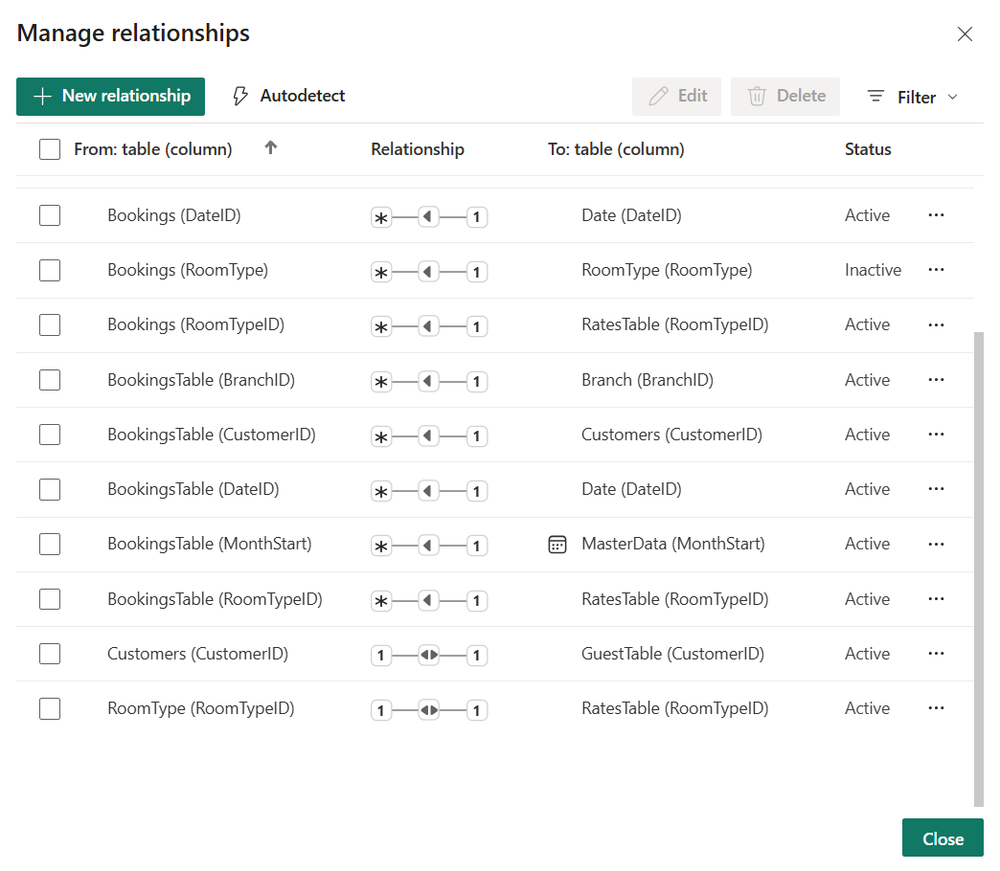 Manage relationships
New relationship Autodetect Edit Delete Filter
From: table (column) Relationship To: table (column) Status
Bookings (DateID) * 1 Date (DateID) Active ...
Bookings (RoomType) * 1 RoomType (RoomType) Inactive ...
Bookings (RoomTypeID) * 1 RatesTable (RoomTypeID) Active ...
BookingsTable (BranchID) * 1 Branch (BranchID) Active ...
BookingsTable (CustomerID) * 1 Customers (CustomerID) Active ...
BookingsTable (DateID) * 1 Date (DateID) Active ...
BookingsTable (MonthStart) * 1 MasterData (MonthStart) Active ...
BookingsTable (RoomTypeID) * 1 RatesTable (RoomTypeID) Active ...
Customers (CustomerID) 1 1 GuestTable (CustomerID) Active ...
RoomType (RoomTypeID) 1 1 RatesTable (RoomTypeID) Active ...
Close